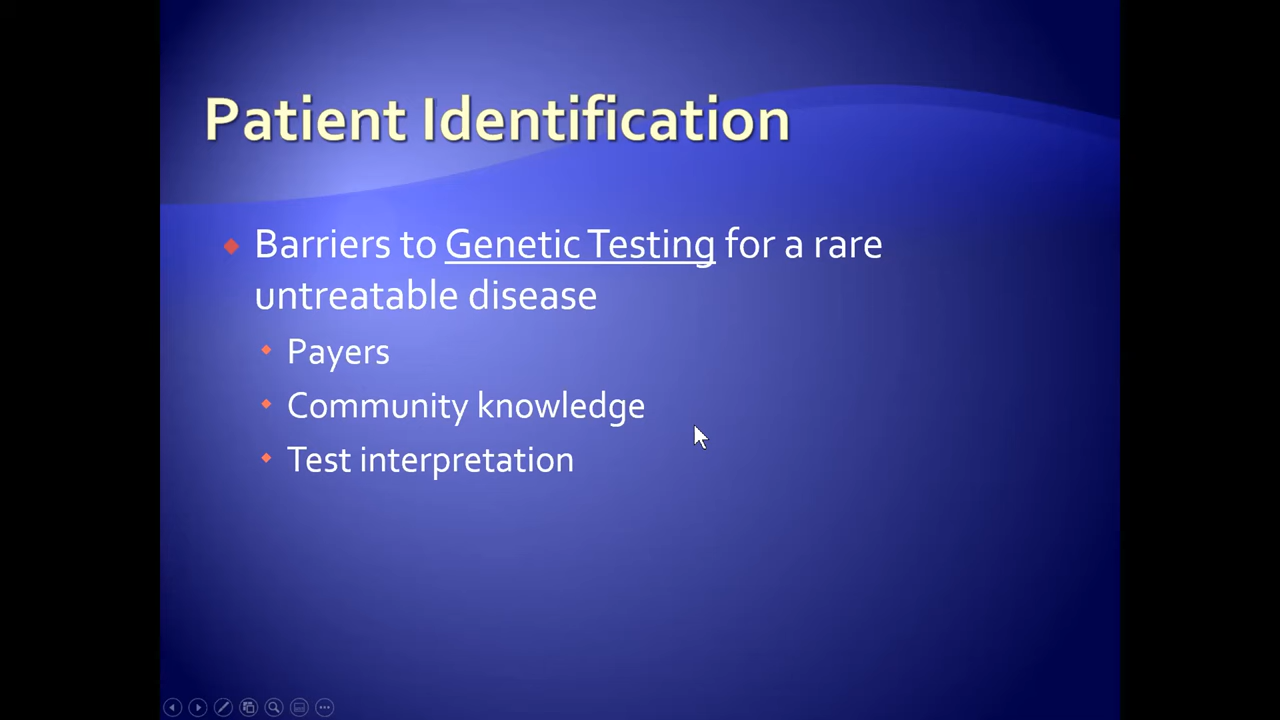 Patient Identification
Barriers to Genetic Testing for a rare
untreatable disease
Payers
Community knowledge
Test interpretation